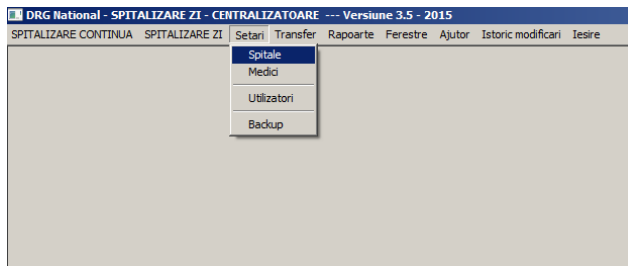 DRG National - SPITALIZARE ZI - CENTRALIZATOARE --- Versiune 3.5 - 2015
SPITALIZARE CONTINUA SPITALIZARE ZI Setari Transfer Rapoarte Ferestre Ajutor Istoric modificari Iesire
Spitale
Medici
Utilizatori
Backup